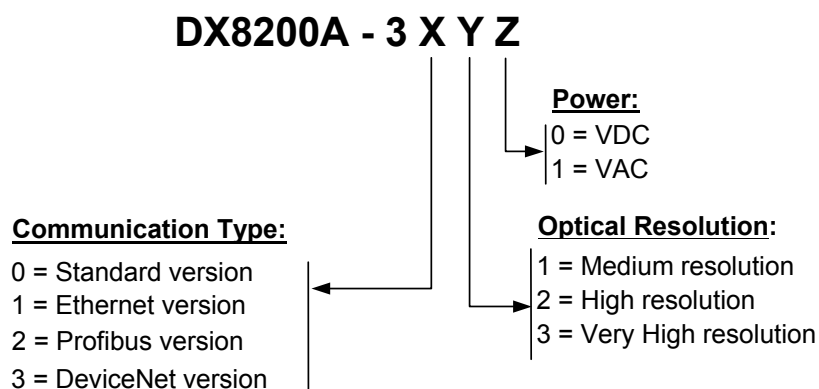 DX8200A - 3 X Y Z
Power:
0 = VDC
1 = VAC
Communication Type:
0 = Standard version
1 = Ethernet version
2 = Profibus version
3 = DeviceNet version
Optical Resolution:
1 = Medium resolution
2 = High resolution
3 = Very High resolution